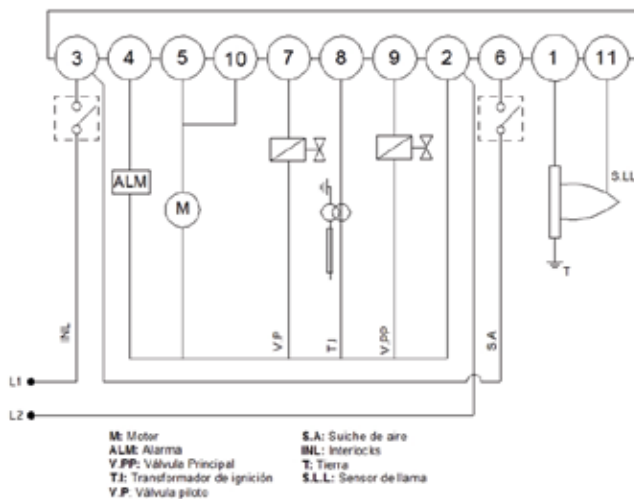 3 4 5 10 7 8 9 2 6 1 11
ALM
M
S.LL
T
INL
V.P
T.I
V.PP
S.A
L1
L2
M: Motor
ALM: Alarma
V.PP: Válvula Principal
T.I: Transformador de ignición
V.P: Válvula piloto
S.A: Suiche de aire
INL: Interlocks
T: Tierra
S.L.L: Sensor de llama